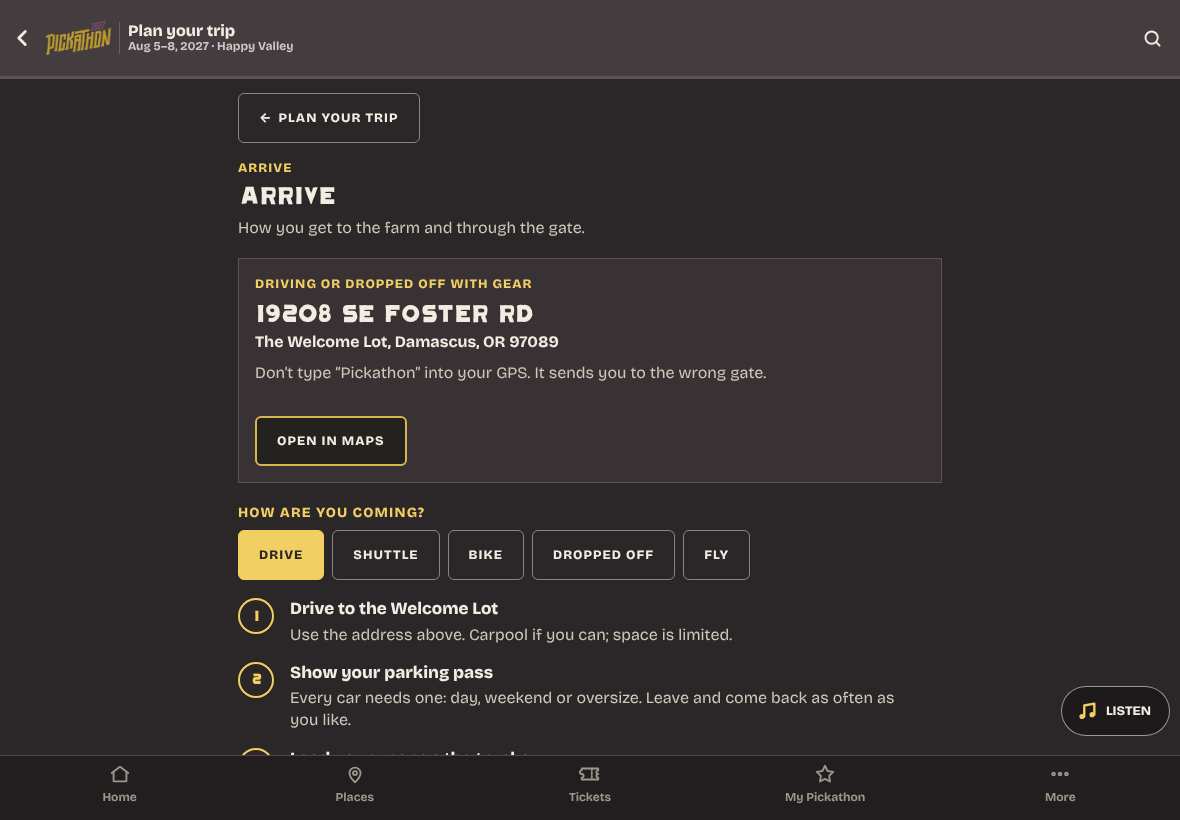 PICKATHON
Plan your trip
Aug 5–8, 2027 · Happy Valley
← PLAN YOUR TRIP
ARRIVE
ARRIVE
How you get to the farm and through the gate.
DRIVING OR DROPPED OFF WITH GEAR
19208 SE FOSTER RD
The Welcome Lot, Damascus, OR 97089
Don't type “Pickathon” into your GPS. It sends you to the wrong gate.
OPEN IN MAPS
HOW ARE YOU COMING?
DRIVE SHUTTLE BIKE DROPPED OFF FLY
1 Drive to the Welcome Lot
Use the address above. Carpool if you can; space is limited.
2 Show your parking pass
Every car needs one: day, weekend or oversize. Leave and come back as often as
you like.
LISTEN
Home Places Tickets My Pickathon More